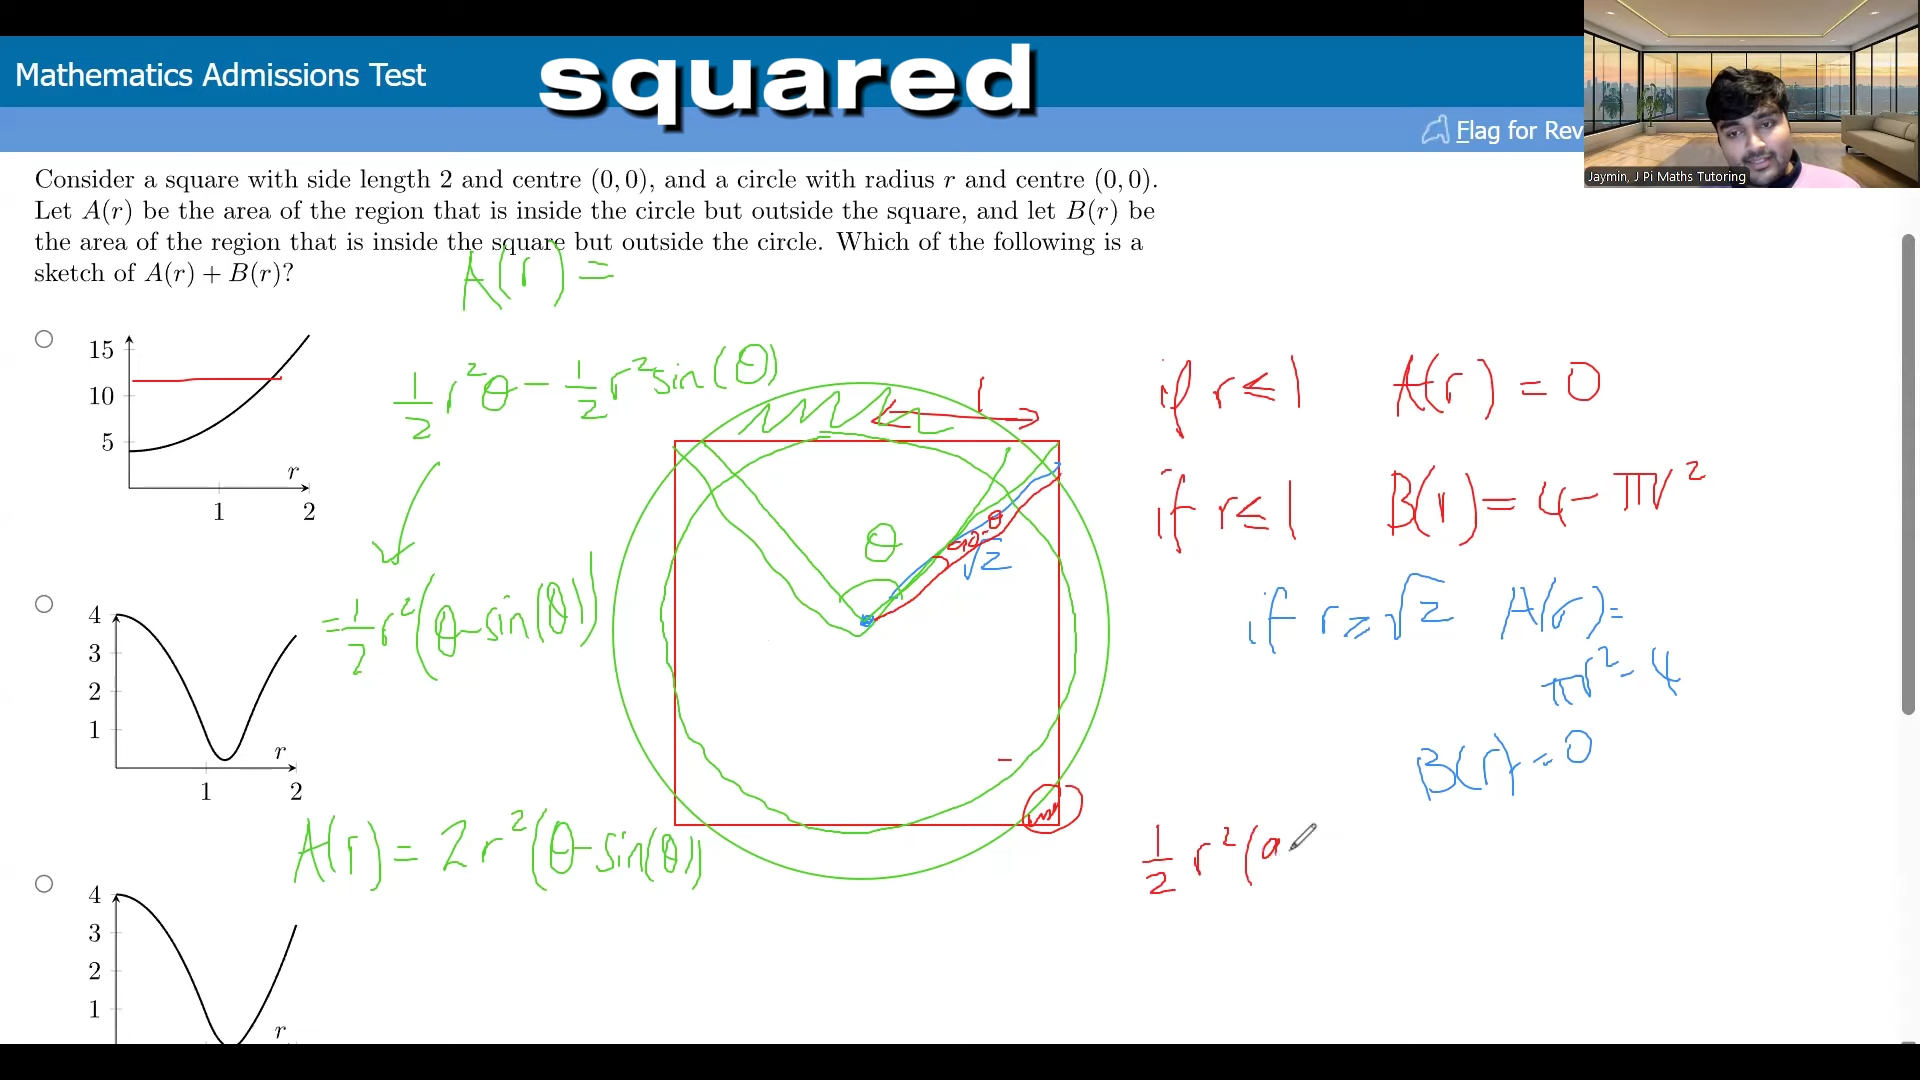 Mathematics Admissions Test
squared
Flag for Rev
Jaymin, J Pi Maths Tutoring
Consider a square with side length 2 and centre (0, 0), and a circle with radius r and centre (0, 0).
Let A(r) be the area of the region that is inside the circle but outside the square, and let B(r) be
the area of the region that is inside the square but outside the circle. Which of the following is a
sketch of A(r) + B(r)?
A(r) =
15
10
5
r
1 2
1/2 r²θ - 1/2 r² sin(θ)
= 1/2 r²(θ - sin(θ))
1
θ
90-θ
√2
if r ≤ 1 A(r) = 0
if r ≤ 1 B(r) = 4 - πr²
if r ≥ √2 A(r) =
πr² - 4
B(r) = 0
4
3
2
1
r
1 2
A(r) = 2r²(θ - sin(θ))
1/2 r²(
4
3
2
1
r